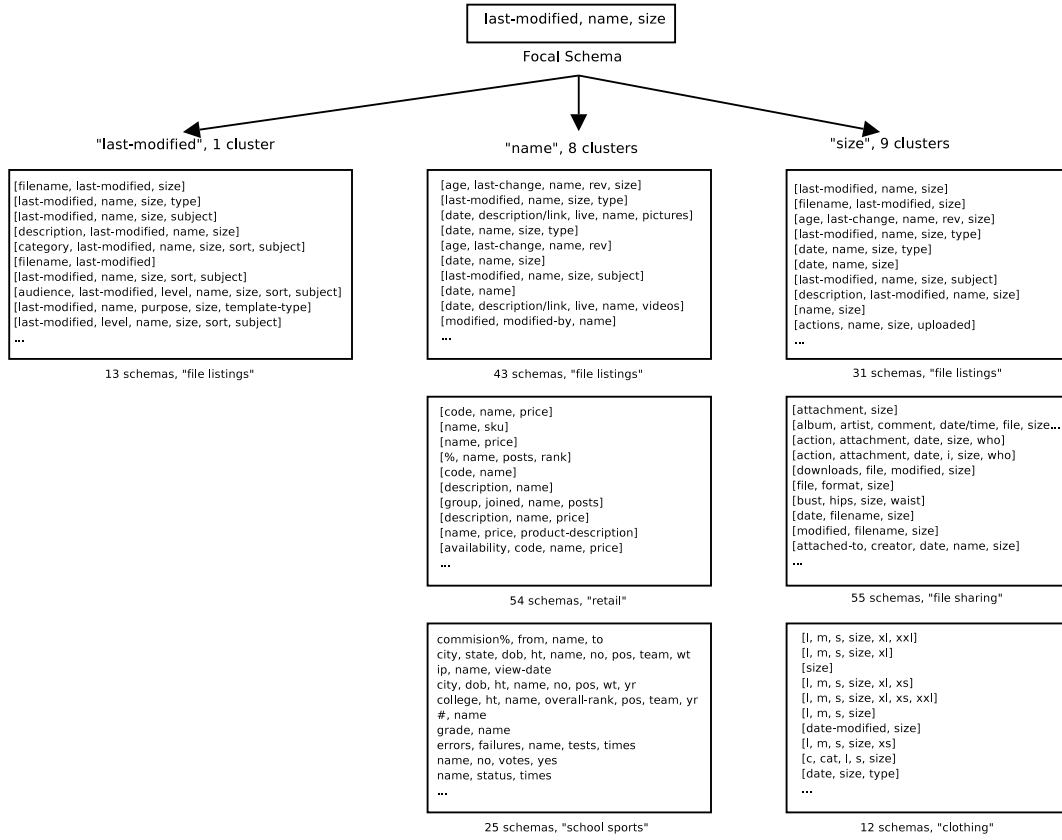 last-modified, name, size
Focal Schema
"last-modified", 1 cluster
[filename, last-modified, size]
[last-modified, name, size, type]
[last-modified, name, size, subject]
[description, last-modified, name, size]
[category, last-modified, name, size, sort, subject]
[filename, last-modified]
[last-modified, name, size, sort, subject]
[audience, last-modified, level, name, size, sort, subject]
[last-modified, name, purpose, size, template-type]
[last-modified, level, name, size, sort, subject]
...
13 schemas, "file listings"
"name", 8 clusters
[age, last-change, name, rev, size]
[last-modified, name, size, type]
[date, description/link, live, name, pictures]
[date, name, size, type]
[age, last-change, name, rev]
[date, name, size]
[last-modified, name, size, subject]
[date, name]
[date, description/link, live, name, videos]
[modified, modified-by, name]
...
43 schemas, "file listings"
[code, name, price]
[name, sku]
[name, price]
[%, name, posts, rank]
[code, name]
[description, name]
[group, joined, name, posts]
[description, name, price]
[name, price, product-description]
[availability, code, name, price]
...
54 schemas, "retail"
commision%, from, name, to
city, state, dob, ht, name, no, pos, team, wt
ip, name, view-date
city, dob, ht, name, no, pos, wt, yr
college, ht, name, overall-rank, pos, team, yr
#, name
grade, name
errors, failures, name, tests, times
name, no, votes, yes
name, status, times
...
25 schemas, "school sports"
"size", 9 clusters
[last-modified, name, size]
[filename, last-modified, size]
[age, last-change, name, rev, size]
[last-modified, name, size, type]
[date, name, size, type]
[date, name, size]
[last-modified, name, size, subject]
[description, last-modified, name, size]
[name, size]
[actions, name, size, uploaded]
...
31 schemas, "file listings"
[attachment, size]
[album, artist, comment, date/time, file, size...
[action, attachment, date, size, who]
[action, attachment, date, i, size, who]
[downloads, file, modified, size]
[file, format, size]
[bust, hips, size, waist]
[date, filename, size]
[modified, filename, size]
[attached-to, creator, date, name, size]
...
55 schemas, "file sharing"
[l, m, s, size, xl, xxl]
[l, m, s, size, xl]
[size]
[l, m, s, size, xl, xs]
[l, m, s, size, xl, xs, xxl]
[l, m, s, size]
[date-modified, size]
[l, m, s, size, xs]
[c, cat, l, s, size]
[date, size, type]
...
12 schemas, "clothing"